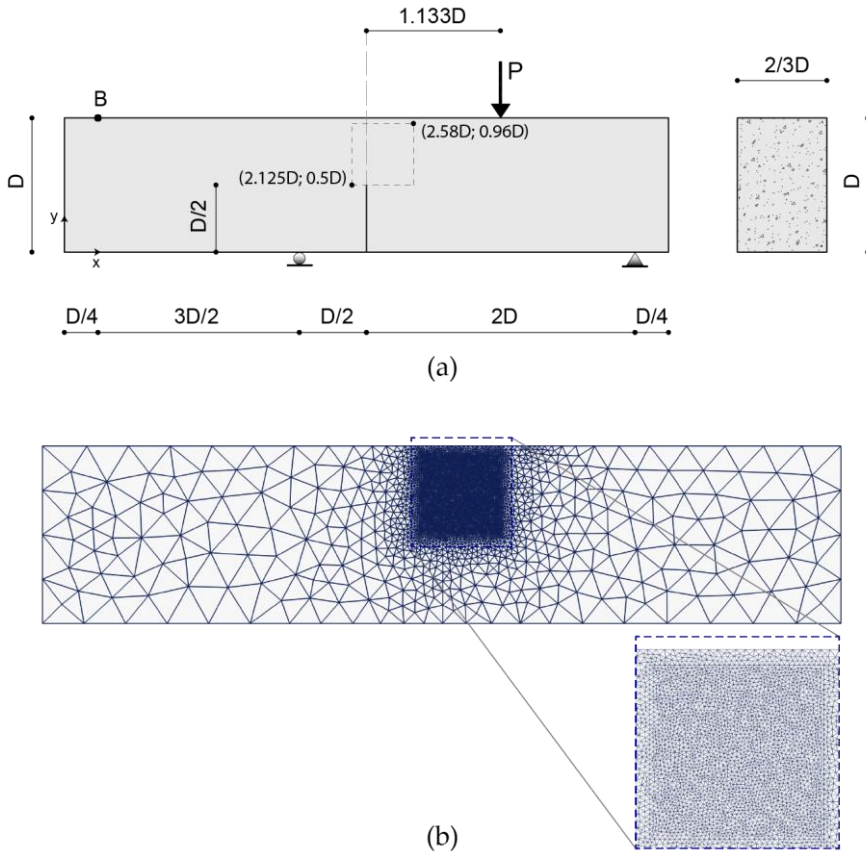 1.133D
P
2/3D
B
(2.58D; 0.96D)
D
(2.125D; 0.5D)
D/2
D
y
x
D/4
3D/2
D/2
2D
D/4
(a)
(b)